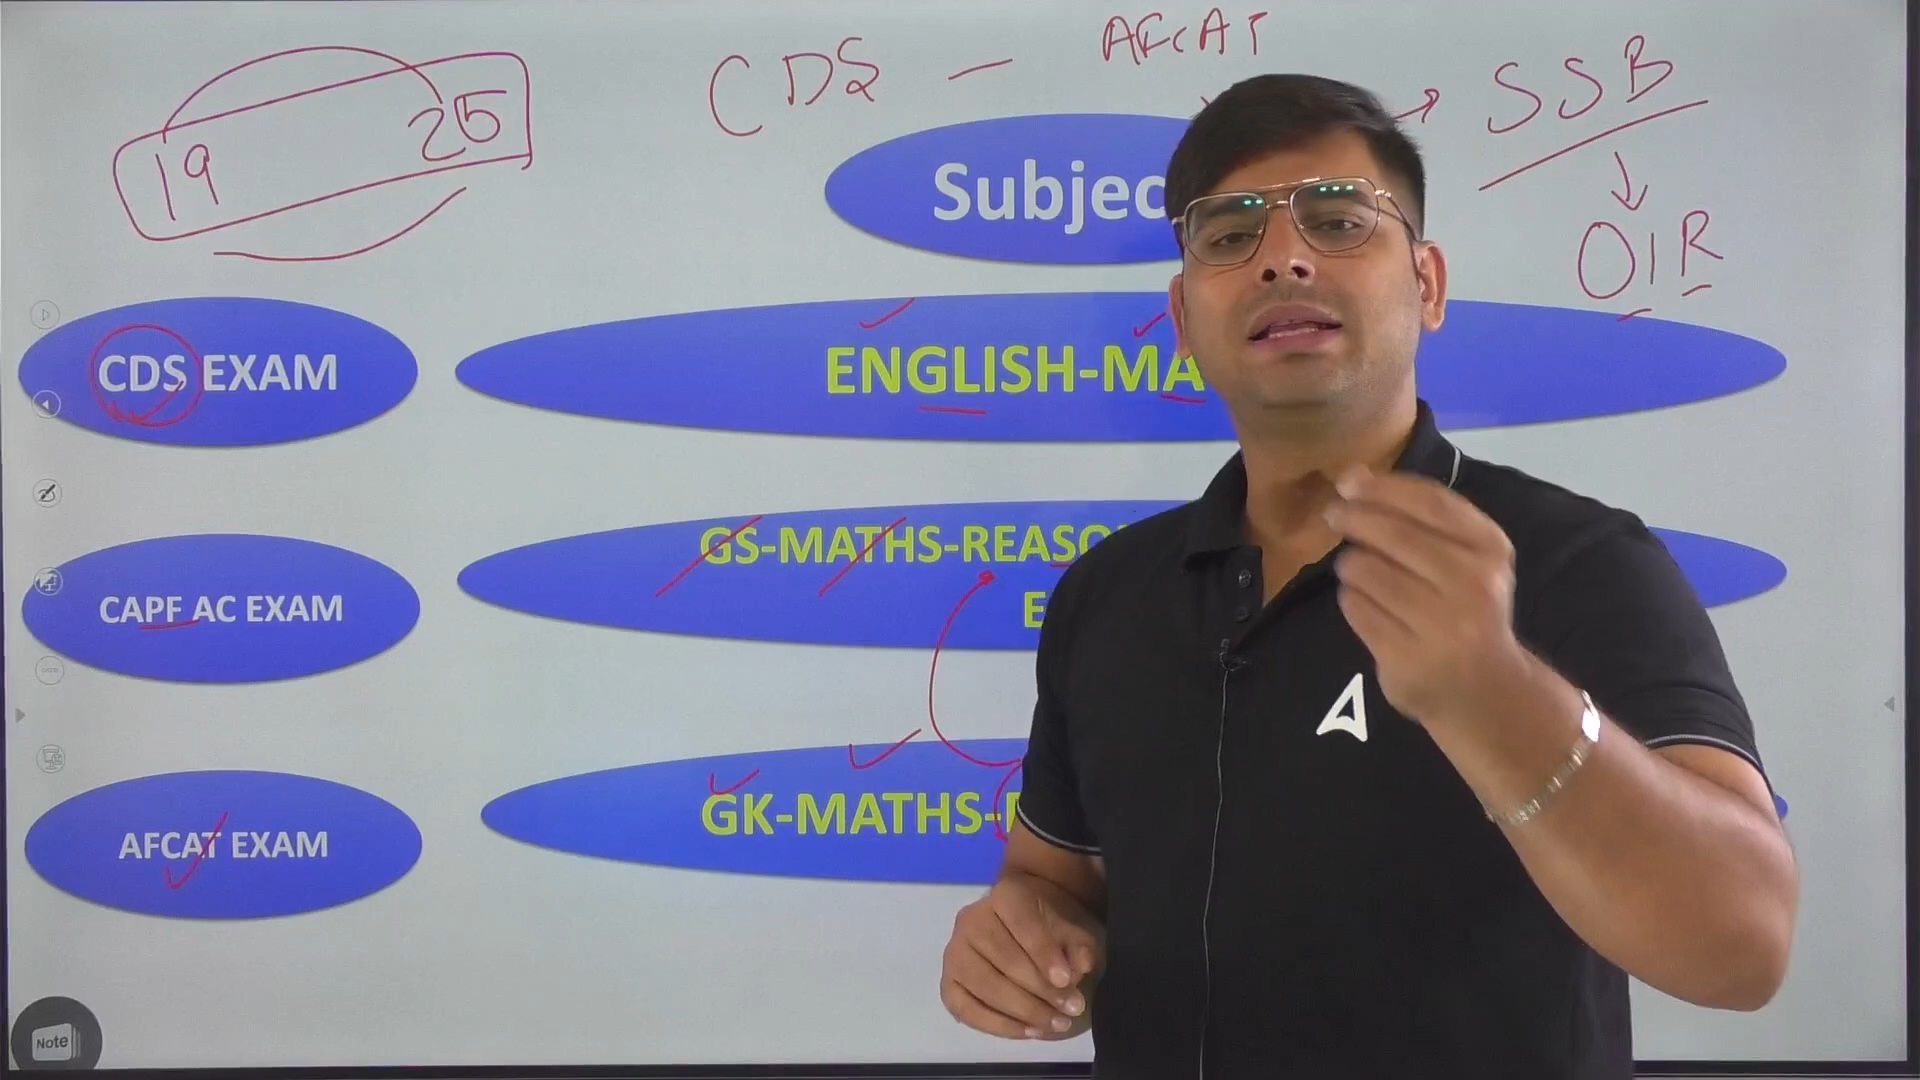 CDS - AFCAT → SSB
19 25
Subjec
OIR
CDS EXAM
ENGLISH-MA
CAPF AC EXAM
GS-MATHS-REASO
E
AFCAT EXAM
GK-MATHS-
Note